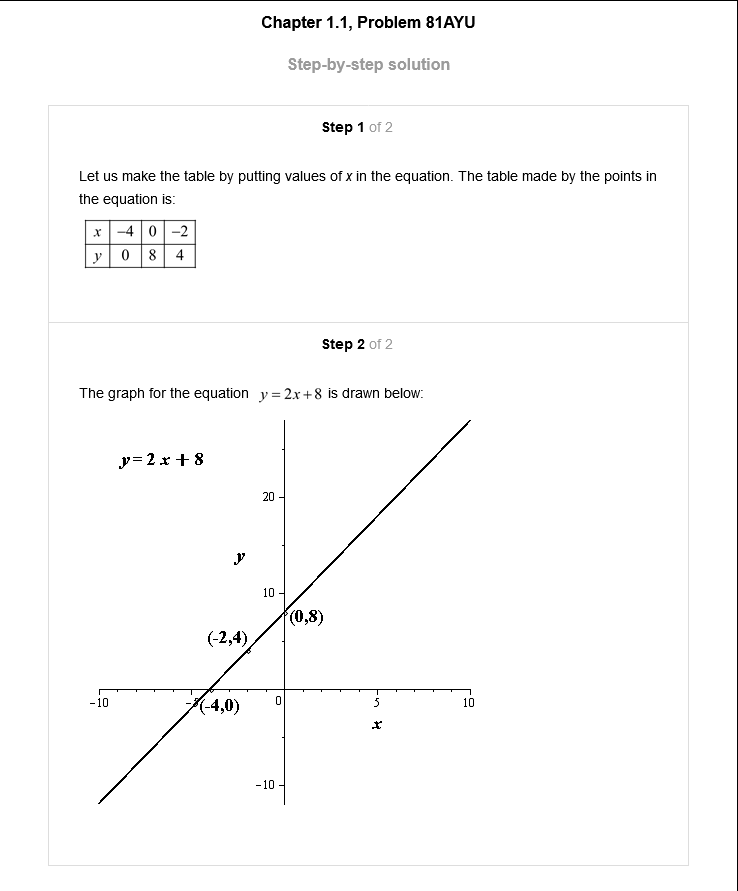 Chapter 1.1, Problem 81AYU
Step-by-step solution
Step 1 of 2
Let us make the table by putting values of x in the equation. The table made by the points in
the equation is:
x −4 0 −2
y 0 8 4
Step 2 of 2
The graph for the equation y = 2x+8 is drawn below:
y= 2 x + 8
20
y
10
(0,8)
(-2,4)
-10 -5 (-4,0) 0 5 10
x
-10